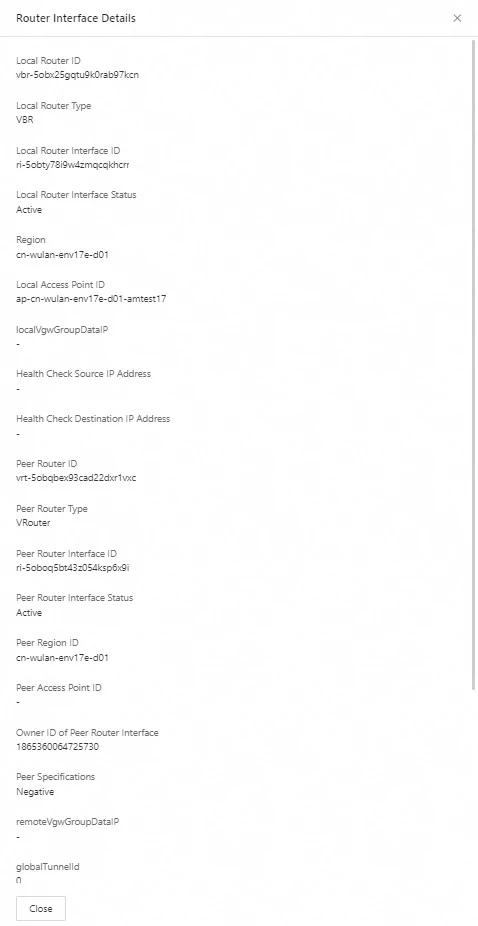 Router Interface Details
Local Router ID
vbr-5obx25gqtu9k0rab97kcn
Local Router Type
VBR
Local Router Interface ID
ri-5obty78i9w4zmqcqkhcrr
Local Router Interface Status
Active
Region
cn-wulan-env17e-d01
Local Access Point ID
ap-cn-wulan-env17e-d01-amtest17
localVgwGroupDataIP
-
Health Check Source IP Address
-
Health Check Destination IP Address
-
Peer Router ID
vrt-5obqbex93cad22dxr1vxc
Peer Router Type
VRouter
Peer Router Interface ID
ri-5oboq5bt43z054ksp6x9i
Peer Router Interface Status
Active
Peer Region ID
cn-wulan-env17e-d01
Peer Access Point ID
-
Owner ID of Peer Router Interface
1865360064725730
Peer Specifications
Negative
remoteVgwGroupDataIP
-
globalTunnelId
0
Close